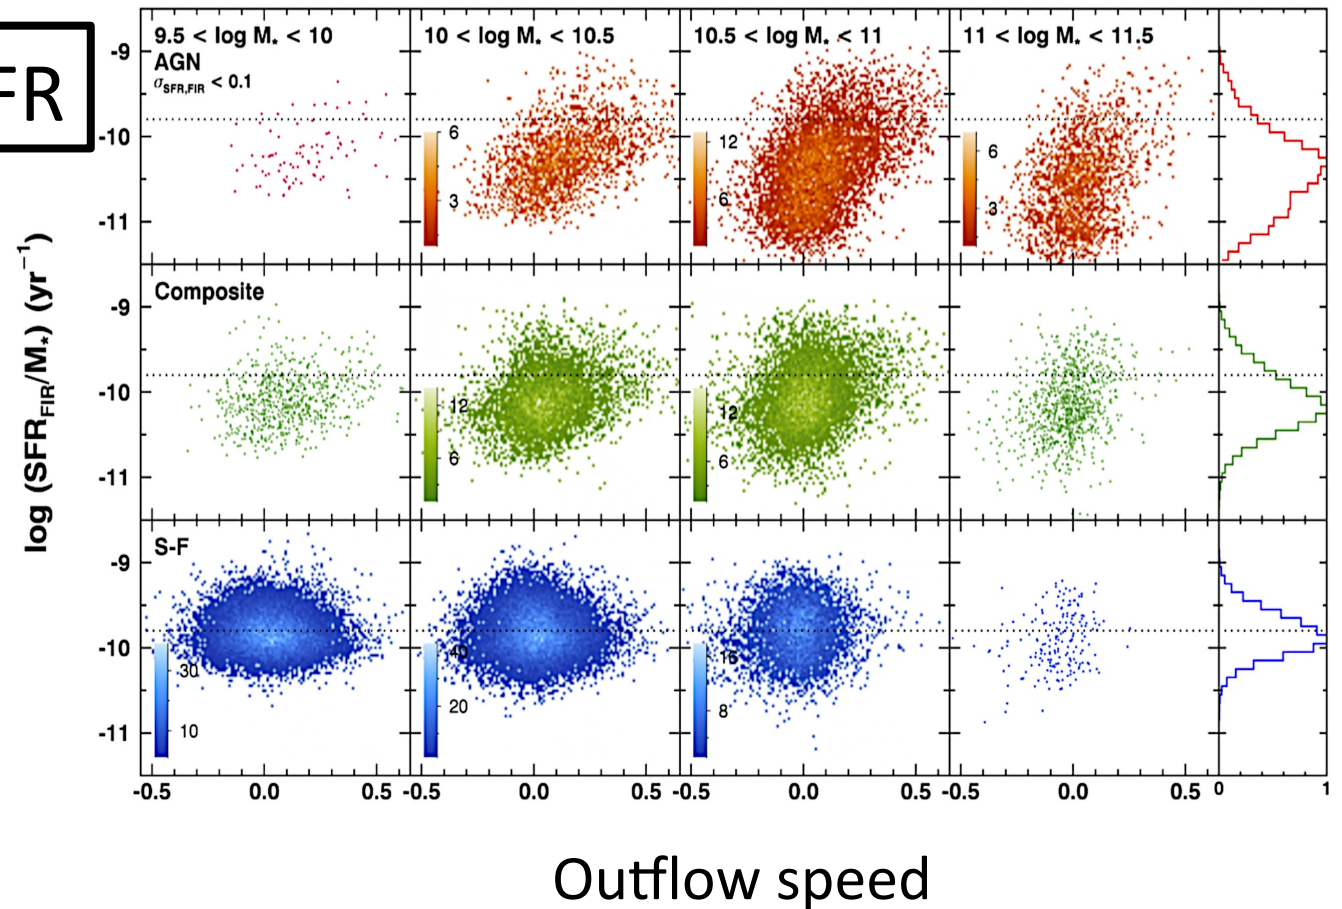 FR
9.5 < log M* < 10
10 < log M* < 10.5
10.5 < log M* < 11
11 < log M* < 11.5
AGN
σSFR,FIR < 0.1
-9
-10
-11
6
3
12
6
6
3
Composite
-9
-10
-11
12
6
12
6
S-F
-9
-10
-11
30
10
40
20
16
8
-0.5 0.0 0.5 0.0 0.5 -0.5 0.0 0.5 -0.5 0.0 0.5 0 1
log (SFRFIR/M*) (yr−1)
Outflow speed